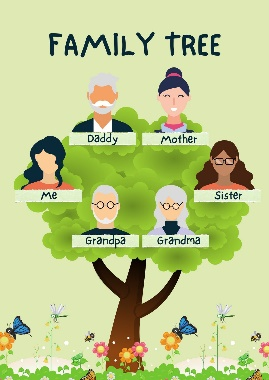 FAMILY TREE
Daddy
Mother
Me
Sister
Grandpa
Grandma